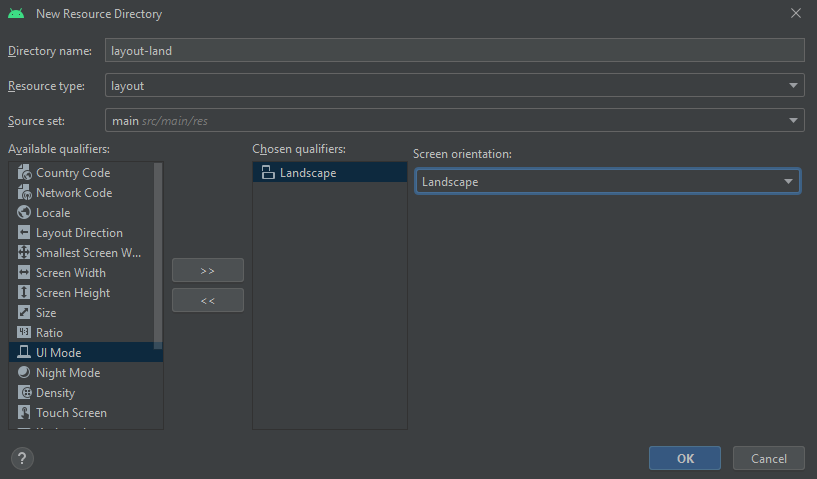 New Resource Directory
Directory name: layout-land
Resource type: layout
Source set: main src/main/res
Available qualifiers:
Country Code
Network Code
Locale
Layout Direction
Smallest Screen W...
Screen Width
Screen Height
Size
Ratio
UI Mode
Night Mode
Density
Touch Screen
>>
<<
Chosen qualifiers:
Landscape
Screen orientation:
Landscape
?
OK
Cancel